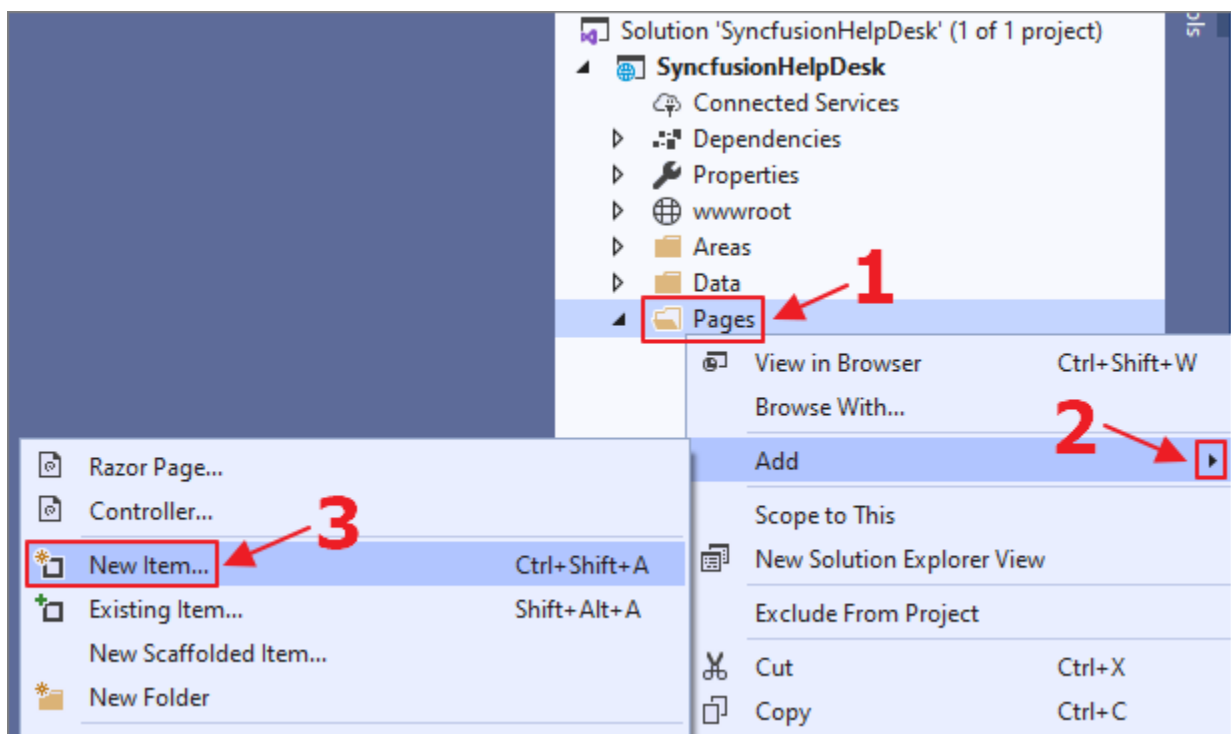 Solution 'SyncfusionHelpDesk' (1 of 1 project)
SyncfusionHelpDesk
Connected Services
Dependencies
Properties
wwwroot
Areas
Data
1
Pages
View in Browser Ctrl+Shift+W
Browse With...
2
Add
Scope to This
New Solution Explorer View
Exclude From Project
Cut Ctrl+X
Copy Ctrl+C
Razor Page...
Controller...
3
New Item... Ctrl+Shift+A
Existing Item... Shift+Alt+A
New Scaffolded Item...
New Folder